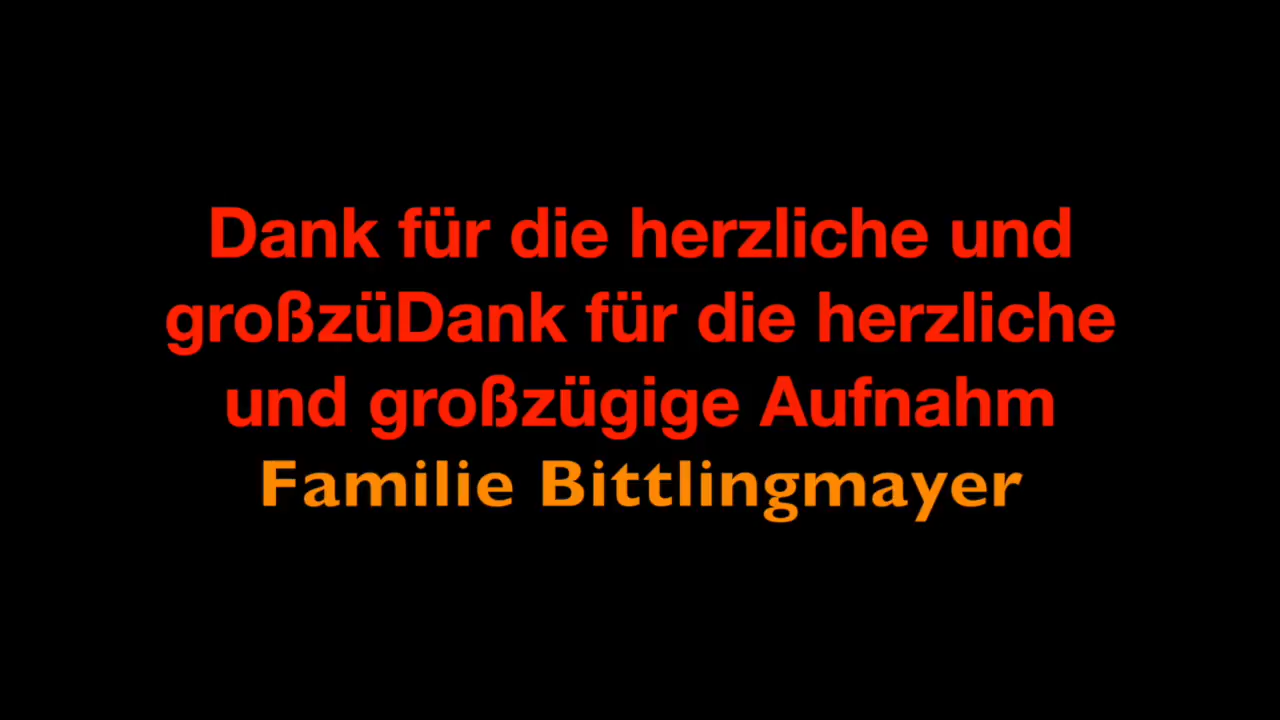 Dank für die herzliche und
großzüDank für die herzliche
und großzügige Aufnahm
Familie Bittlingmayer